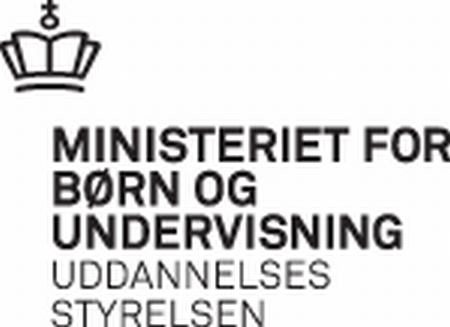 MINISTERIET FOR
BØRN OG
UNDERVISNING
UDDANNELSES
STYRELSEN